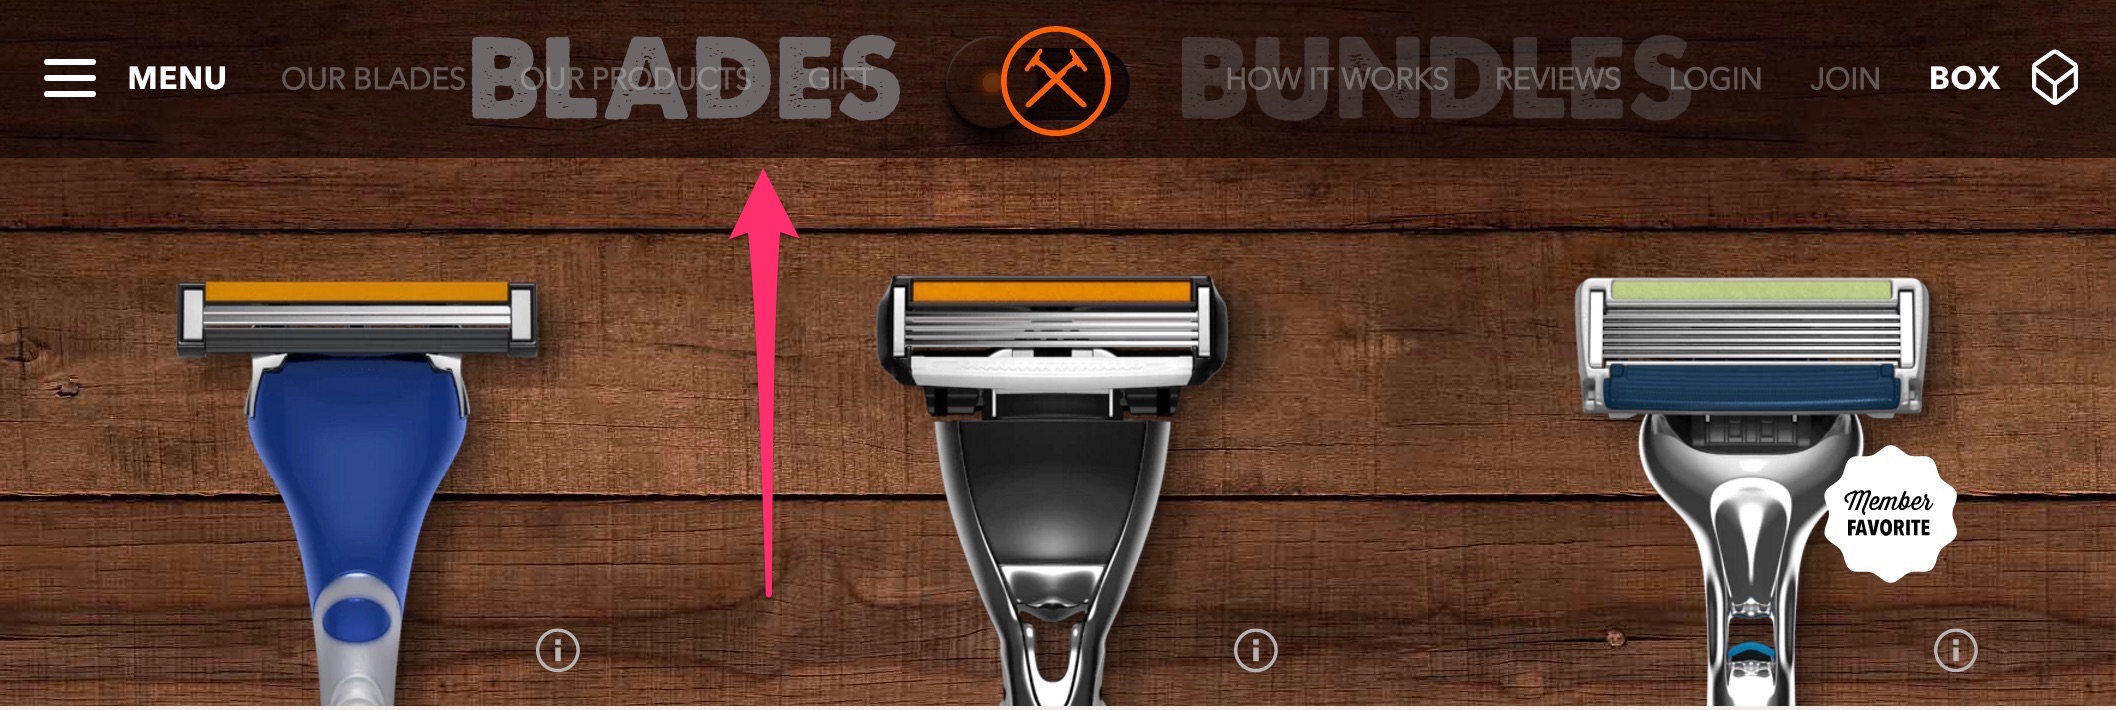 MENU OUR BLADES OUR PRODUCTS GIFT HOW IT WORKS REVIEWS LOGIN JOIN BOX
BLADES BUNDLES
Member
FAVORITE